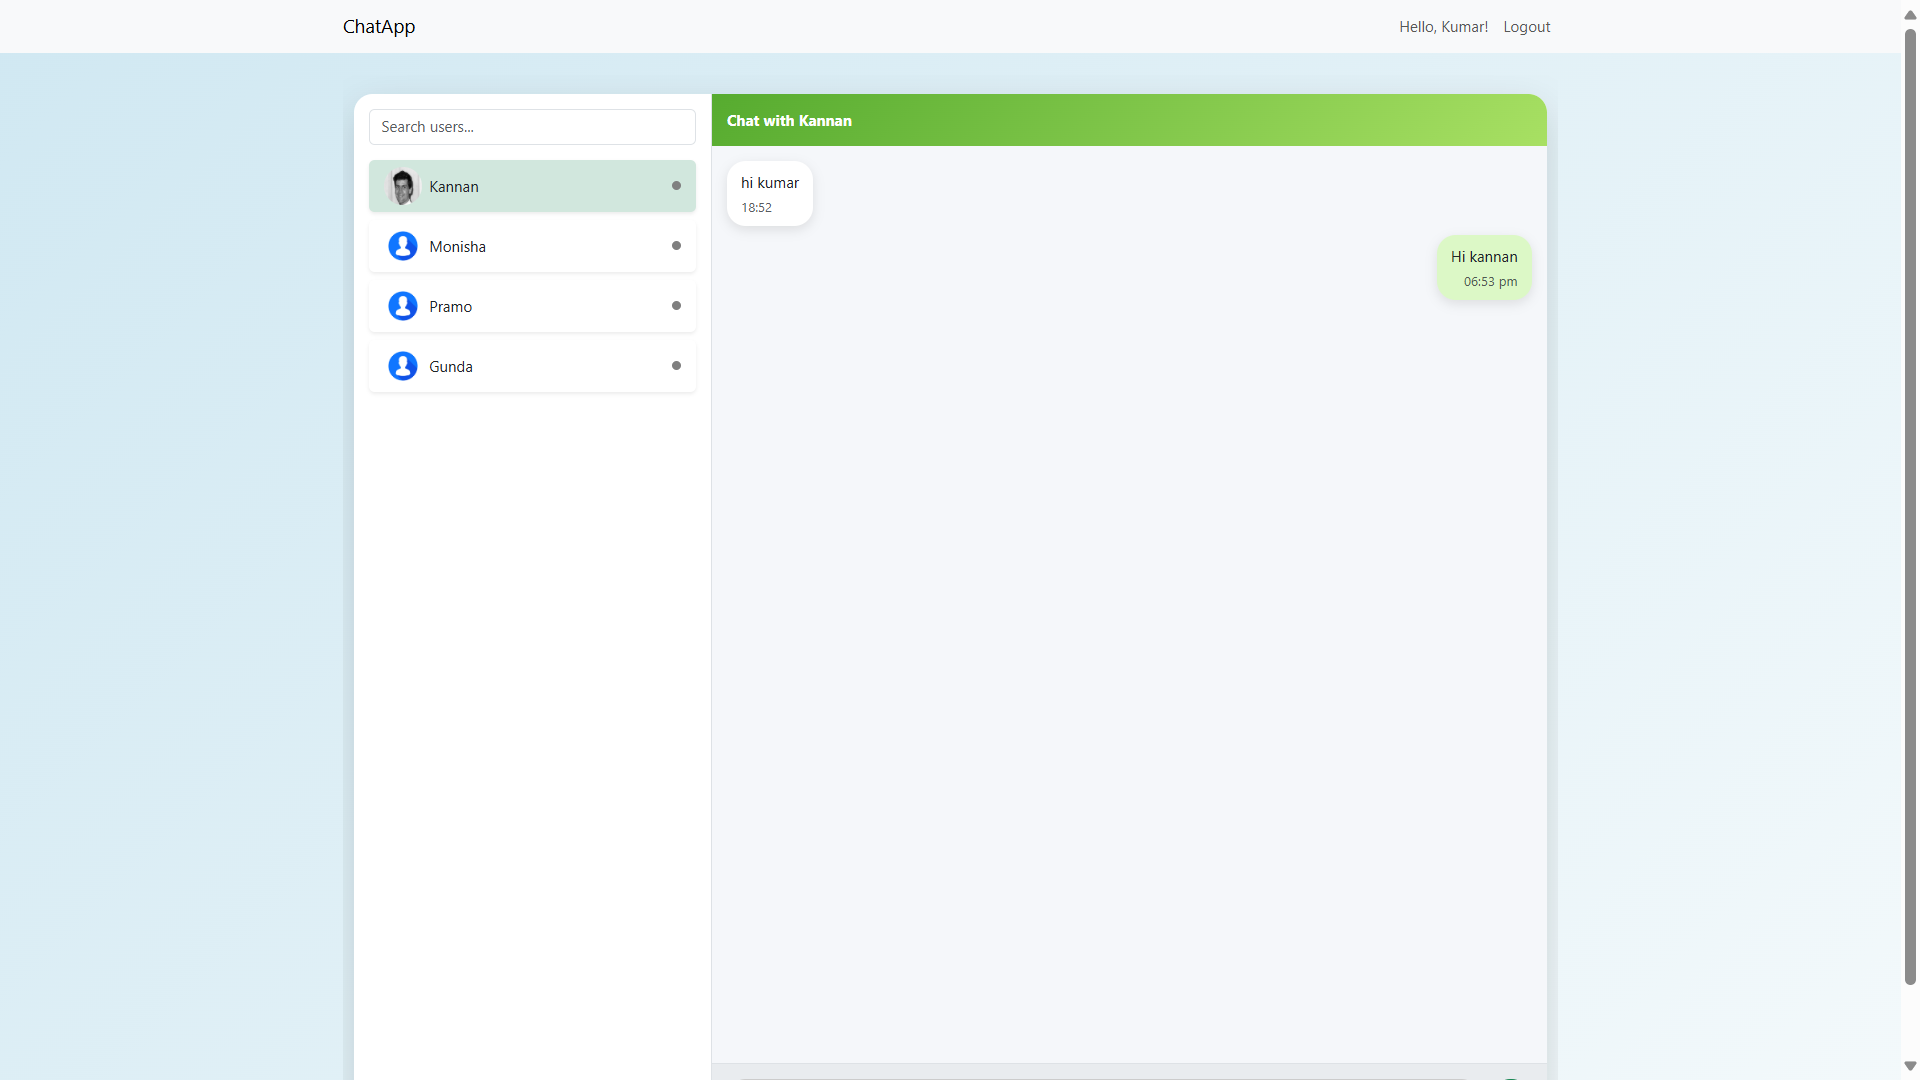 ChatApp
Hello, Kumar!
Logout
Search users...
Kannan
Monisha
Pramo
Gunda
Chat with Kannan
hi kumar
18:52
Hi kannan
06:53 pm